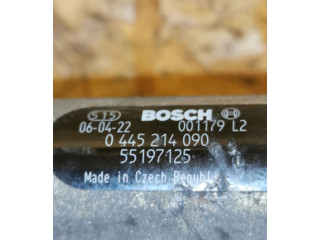 515 BOSCH
06-04-22 001179 L2
0 445 214 090
55197125
Made in Czech Republ